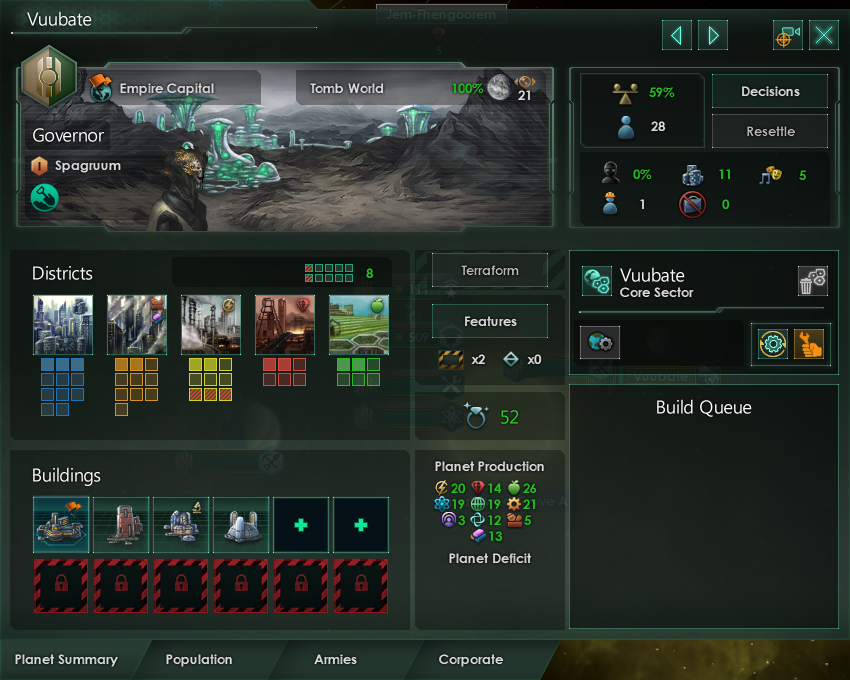 Jem-Fhengoorem
Vuubate
5
Empire Capital
Tomb World
100%
21
59%
Decisions
28
Resettle
Governor
Spagruum
0%
11
5
1
0
Districts
8
Terraform
Features
x2
x0
52
Vuubate
Core Sector
Vuubate
Build Queue
Buildings
Planet Production
20 14 26
19 19 21
3 12 5
13
Planet Deficit
Planet Summary
Population
Armies
Corporate